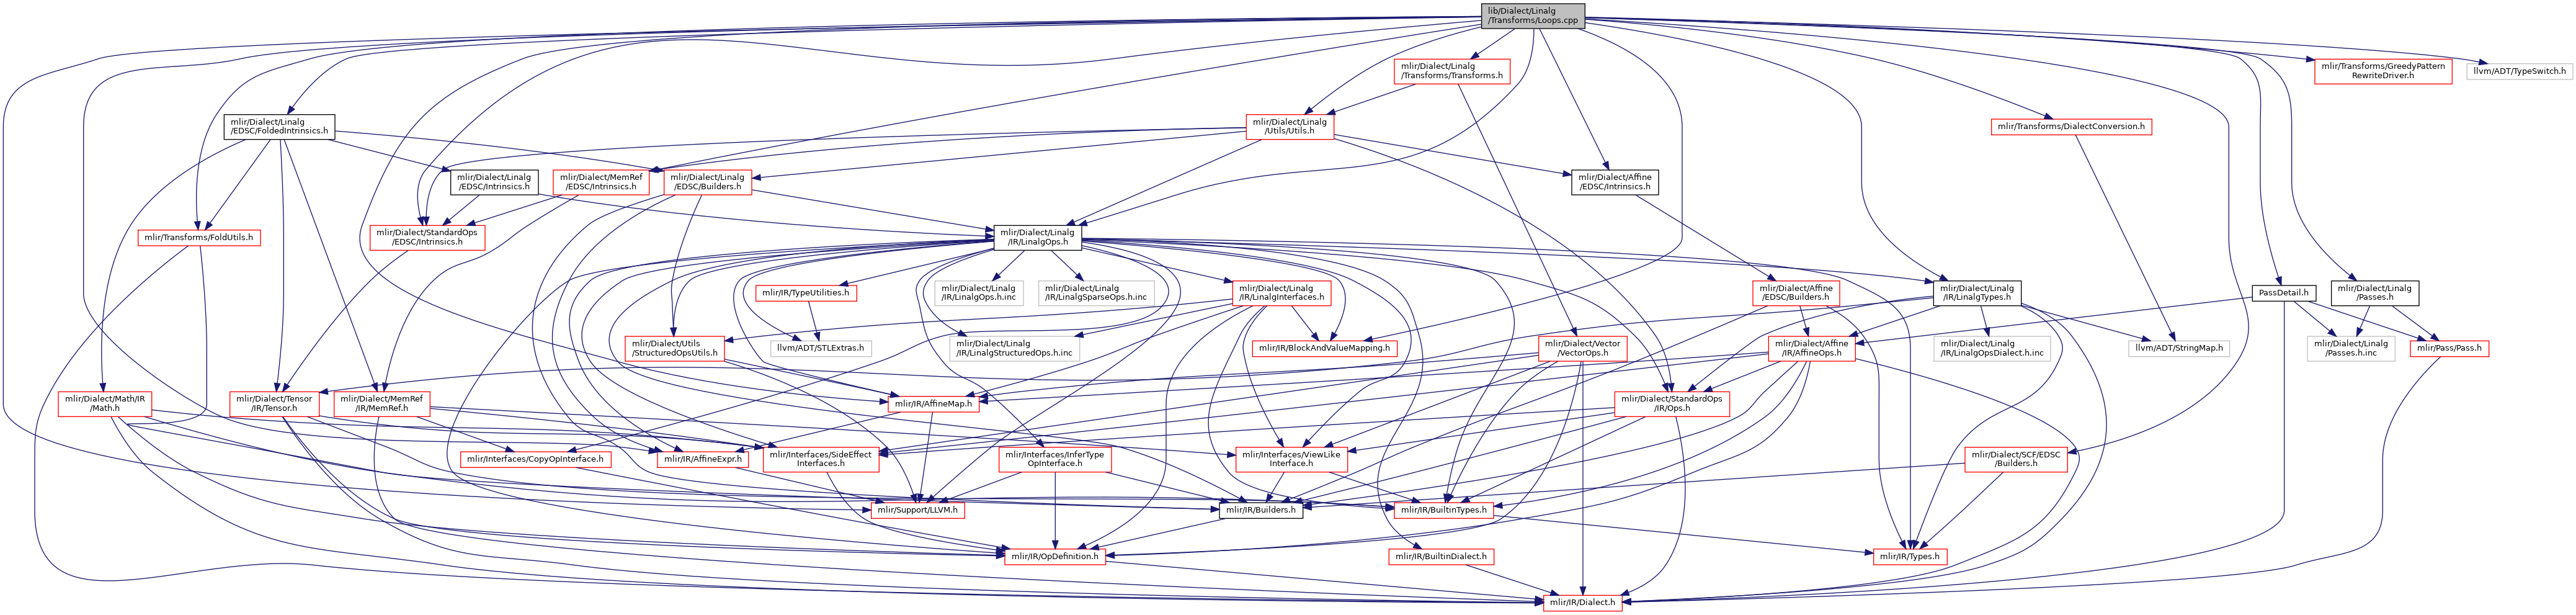 lib/Dialect/Linalg
/Transforms/Loops.cpp
mlir/Dialect/Linalg
/Transforms/Transforms.h
mlir/Transforms/GreedyPattern
RewriteDriver.h
llvm/ADT/TypeSwitch.h
mlir/Dialect/Linalg
/EDSC/FoldedIntrinsics.h
mlir/Dialect/Linalg
/Utils/Utils.h
mlir/Transforms/DialectConversion.h
mlir/Dialect/Linalg
/EDSC/Intrinsics.h
mlir/Dialect/MemRef
/EDSC/Intrinsics.h
mlir/Dialect/Linalg
/EDSC/Builders.h
mlir/Dialect/Affine
/EDSC/Intrinsics.h
mlir/Transforms/FoldUtils.h
mlir/Dialect/StandardOps
/EDSC/Intrinsics.h
mlir/Dialect/Linalg
/IR/LinalgOps.h
mlir/IR/TypeUtilities.h
mlir/Dialect/Linalg
/IR/LinalgOps.h.inc
mlir/Dialect/Linalg
/IR/LinalgSparseOps.h.inc
mlir/Dialect/Linalg
/IR/LinalgInterfaces.h
mlir/Dialect/Affine
/EDSC/Builders.h
mlir/Dialect/Linalg
/IR/LinalgTypes.h
PassDetail.h
mlir/Dialect/Linalg
/Passes.h
mlir/Dialect/Utils
/StructuredOpsUtils.h
llvm/ADT/STLExtras.h
mlir/Dialect/Linalg
/IR/LinalgStructuredOps.h.inc
mlir/IR/BlockAndValueMapping.h
mlir/Dialect/Vector
/VectorOps.h
mlir/Dialect/Affine
/IR/AffineOps.h
mlir/Dialect/Linalg
/IR/LinalgOpsDialect.h.inc
llvm/ADT/StringMap.h
mlir/Dialect/Linalg
/Passes.h.inc
mlir/Pass/Pass.h
mlir/Dialect/Math/IR
/Math.h
mlir/Dialect/Tensor
/IR/Tensor.h
mlir/Dialect/MemRef
/IR/MemRef.h
mlir/IR/AffineMap.h
mlir/Dialect/StandardOps
/IR/Ops.h
mlir/Interfaces/CopyOpInterface.h
mlir/IR/AffineExpr.h
mlir/Interfaces/SideEffect
Interfaces.h
mlir/Interfaces/InferType
OpInterface.h
mlir/Interfaces/ViewLike
Interface.h
mlir/Dialect/SCF/EDSC
/Builders.h
mlir/Support/LLVM.h
mlir/IR/Builders.h
mlir/IR/BuiltinTypes.h
mlir/IR/OpDefinition.h
mlir/IR/BuiltinDialect.h
mlir/IR/Types.h
mlir/IR/Dialect.h